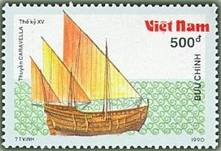 Việt Nam
500đ
BƯU CHÍNH
Thuyền CARAVELLA Thế kỷ XV
1990